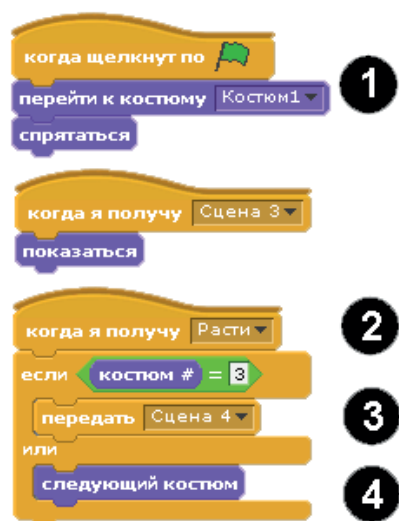 когда щелкнут по
перейти к костюму Костюм1
1
спрятаться
когда я получу Сцена 3
показаться
когда я получу Расти
2
если костюм # = 3
передать Сцена 4
3
или
следующий костюм
4